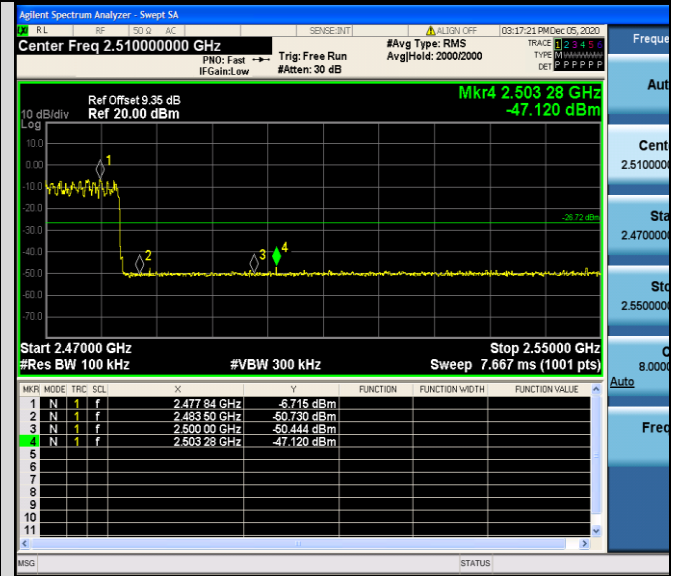 Agilent Spectrum Analyzer - Swept SA
RL RF 50 Ω AC SENSE:INT ALIGN OFF 03:17:21 PM Dec 05, 2020
Center Freq 2.510000000 GHz #Avg Type: RMS TRACE 1 2 3 4 5 6
PNO: Fast Trig: Free Run Avg|Hold: 2000/2000 TYPE M
IFGain:Low #Atten: 30 dB DET P P P P P P
Mkr4 2.503 28 GHz
Ref Offset 9.35 dB
10 dB/div Ref 20.00 dBm -47.120 dBm
Log
10.0
0.00
-10.0
-20.0
-30.0
-40.0
-50.0
-60.0
-70.0
1
2
3
4
-26.72 dBm
Start 2.47000 GHz Stop 2.55000 GHz
#Res BW 100 kHz #VBW 300 kHz Sweep 7.667 ms (1001 pts)
MKR MODE TRC SCL X Y FUNCTION FUNCTION WIDTH FUNCTION VALUE
1 N 1 f 2.477 84 GHz -6.715 dBm
2 N 1 f 2.483 50 GHz -50.730 dBm
3 N 1 f 2.500 00 GHz -50.444 dBm
4 N 1 f 2.503 28 GHz -47.120 dBm
5
6
7
8
9
10
11
MSG STATUS
Freque
Aut
Cent
2.510000
Sta
2.470000
Sto
2.550000
8.0000
Auto
Freq